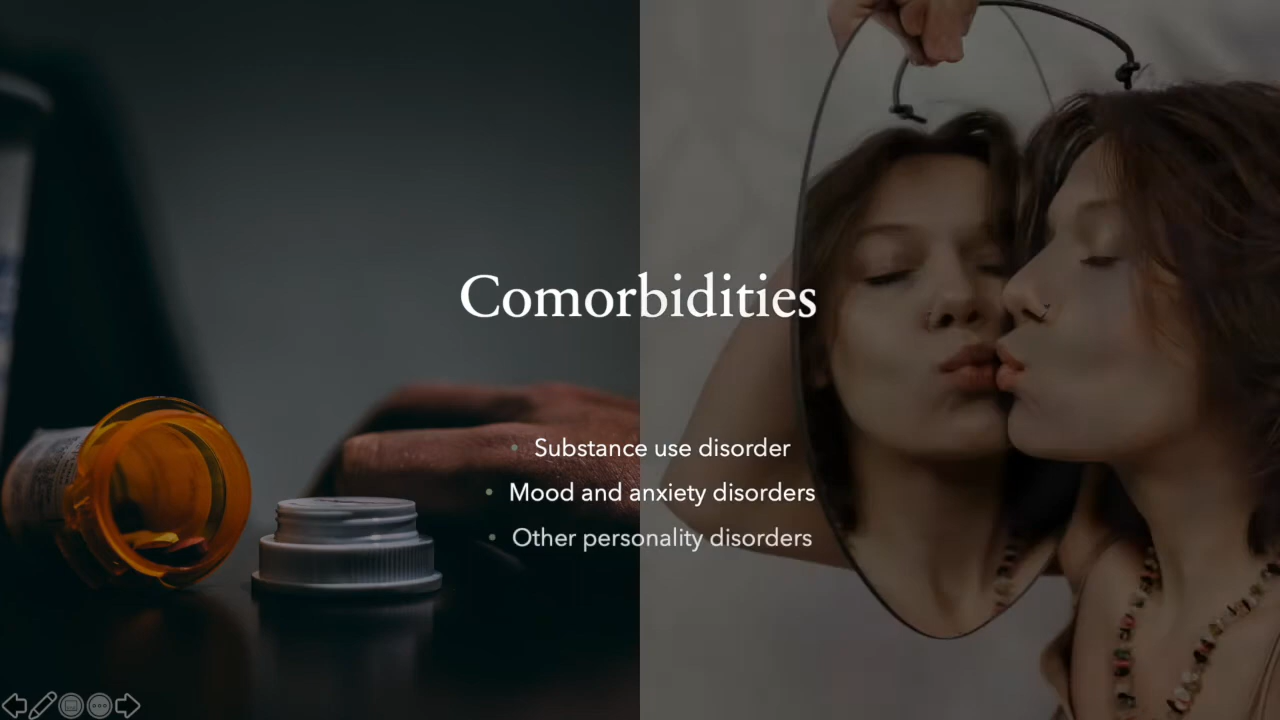 Comorbidities
• Substance use disorder
• Mood and anxiety disorders
• Other personality disorders